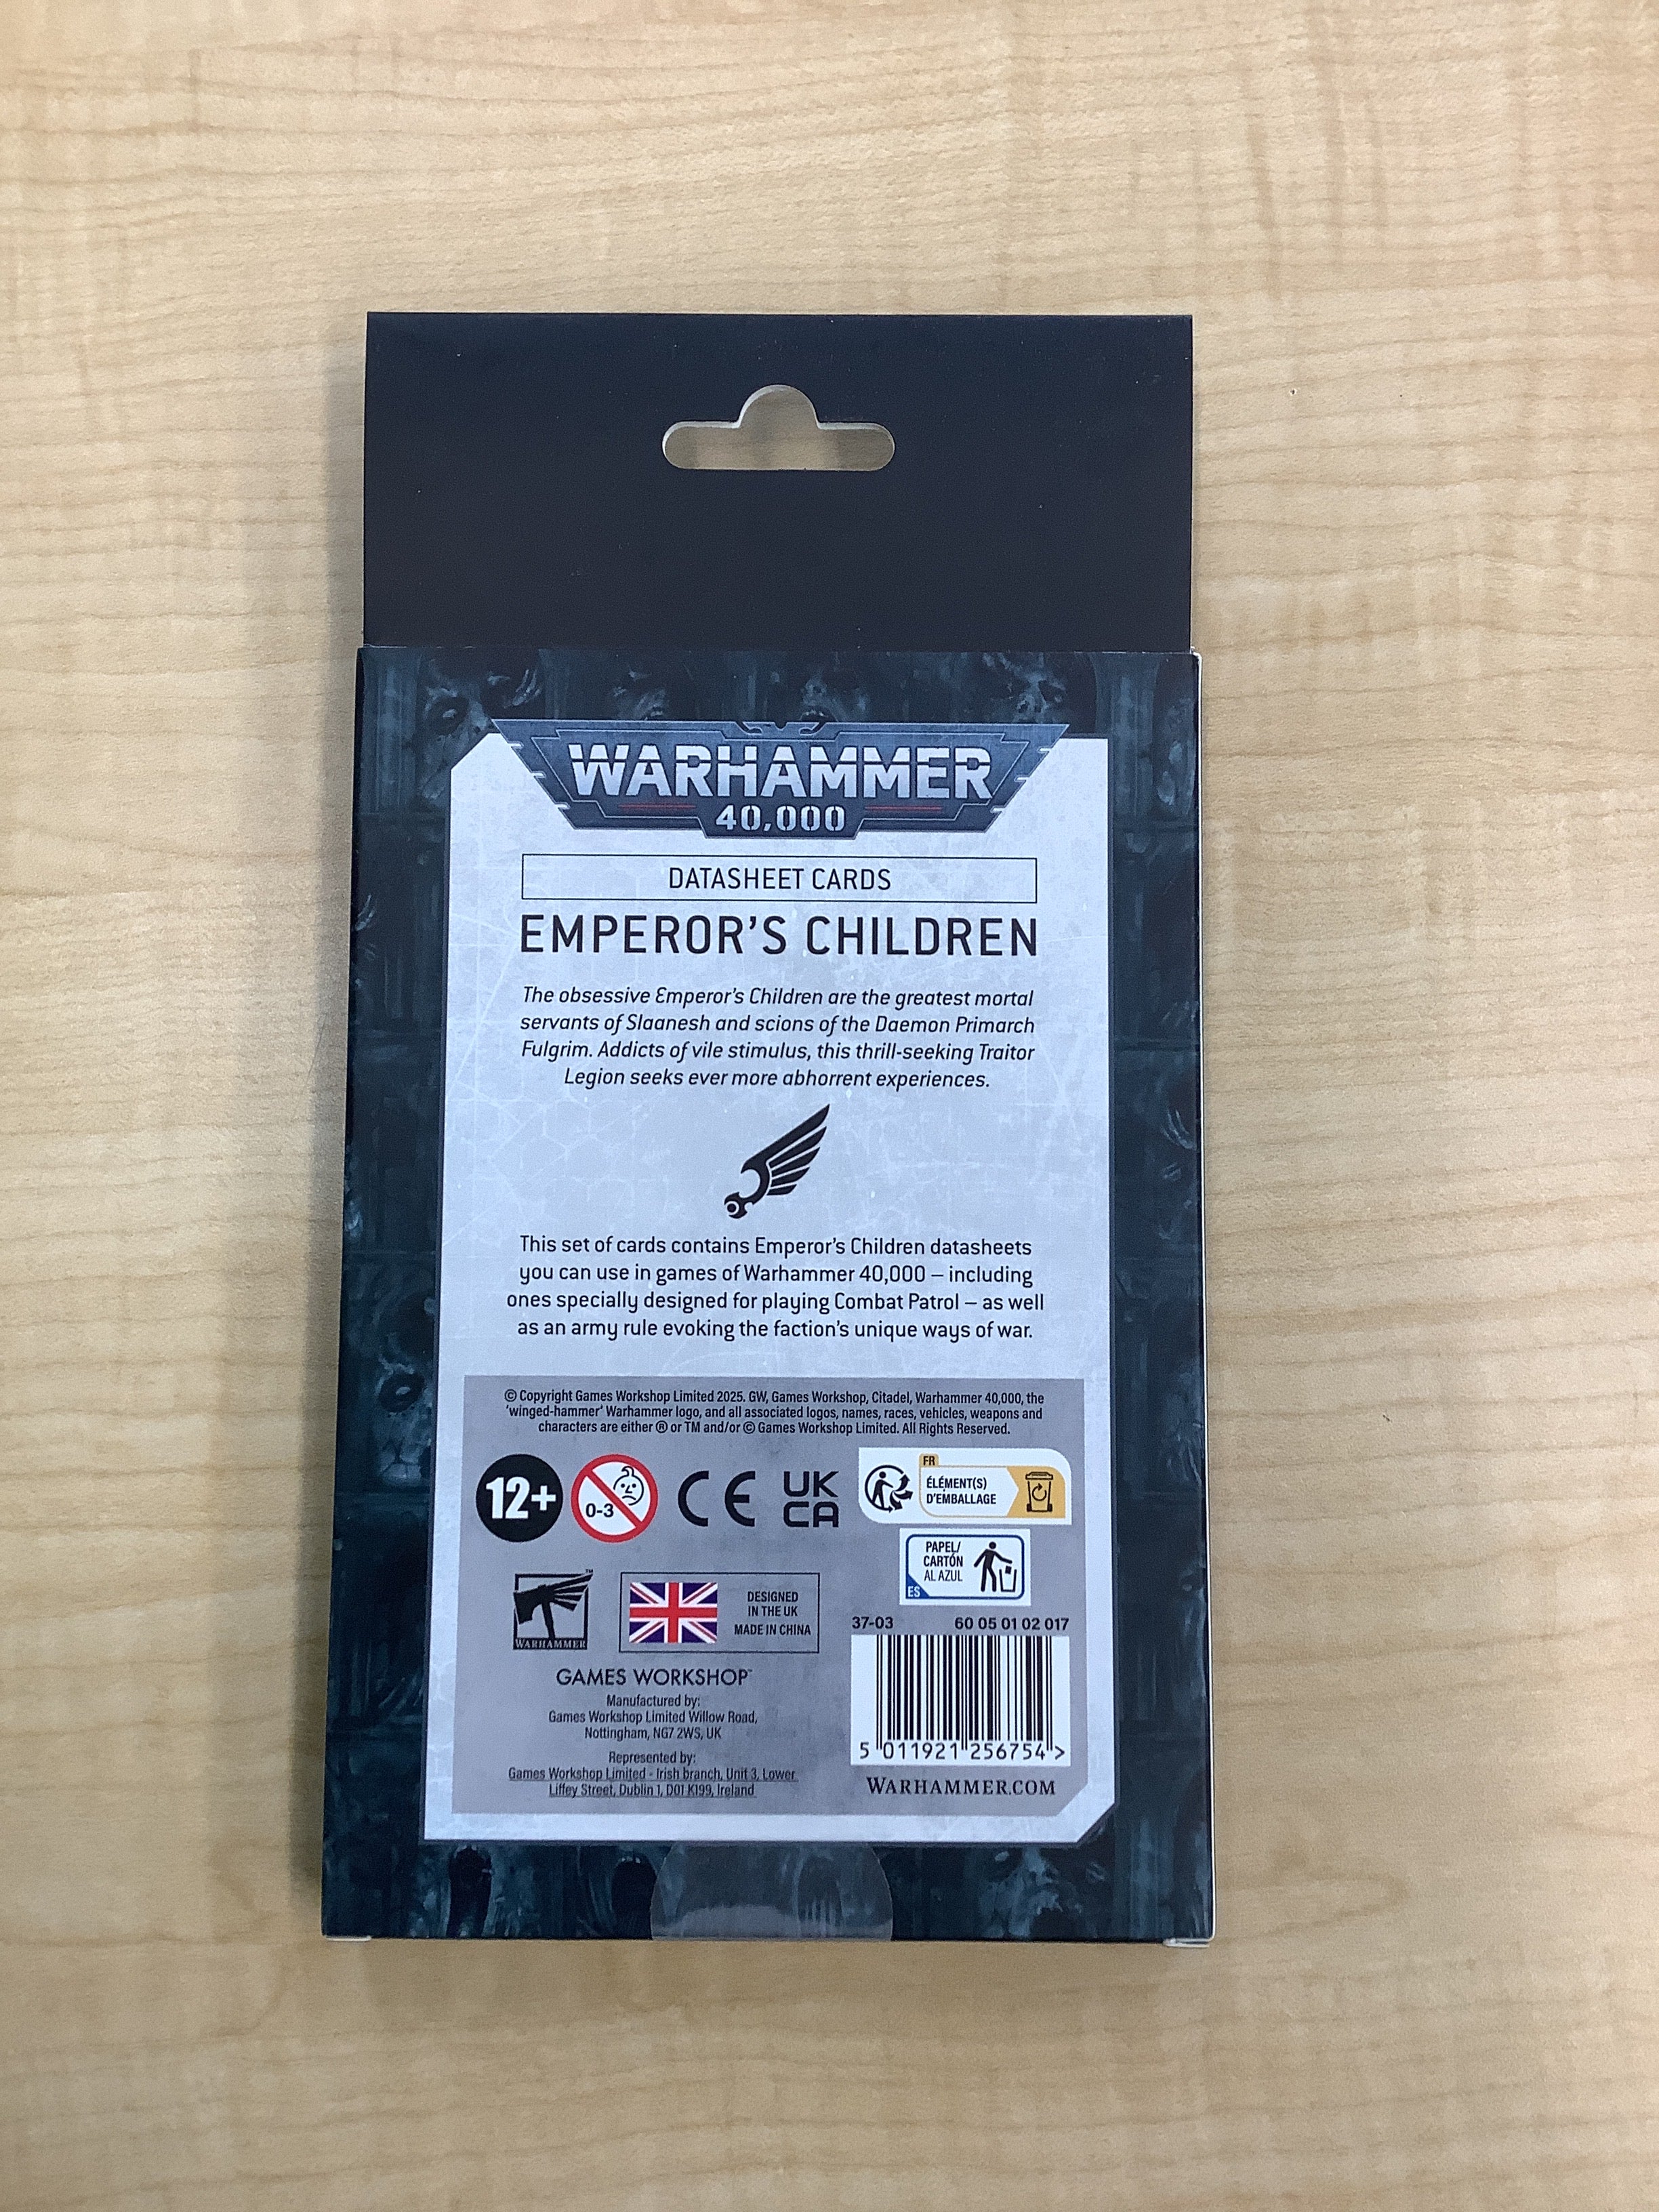 WARHAMMER
40,000
DATASHEET CARDS
EMPEROR'S CHILDREN
The obsessive Emperor's Children are the greatest mortal
servants of Slaanesh and scions of the Daemon Primarch
Fulgrim. Addicts of vile stimulus, this thrill-seeking Traitor
Legion seeks ever more abhorrent experiences.
This set of cards contains Emperor's Children datasheets
you can use in games of Warhammer 40,000 – including
ones specially designed for playing Combat Patrol – as well
as an army rule evoking the faction's unique ways of war.
© Copyright Games Workshop Limited 2025. GW, Games Workshop, Citadel, Warhammer 40,000, the
'winged-hammer' Warhammer logo, and all associated logos, names, races, vehicles, weapons and
characters are either ® or TM and/or © Games Workshop Limited. All Rights Reserved.
12+
0-3
CE
UK
CA
FR
ÉLÉMENT(S)
D'EMBALLAGE
PAPEL/
CARTÓN
AL AZUL
ES
WARHAMMER™
DESIGNED
IN THE UK
MADE IN CHINA
37-03 60 05 01 02 017
5 011921 256754 >
WARHAMMER.COM
GAMES WORKSHOP™
Manufactured by:
Games Workshop Limited Willow Road,
Nottingham, NG7 2WS, UK
Represented by:
Games Workshop Limited - Irish branch, Unit 3, Lower
Liffey Street, Dublin 1, D01 K199, Ireland